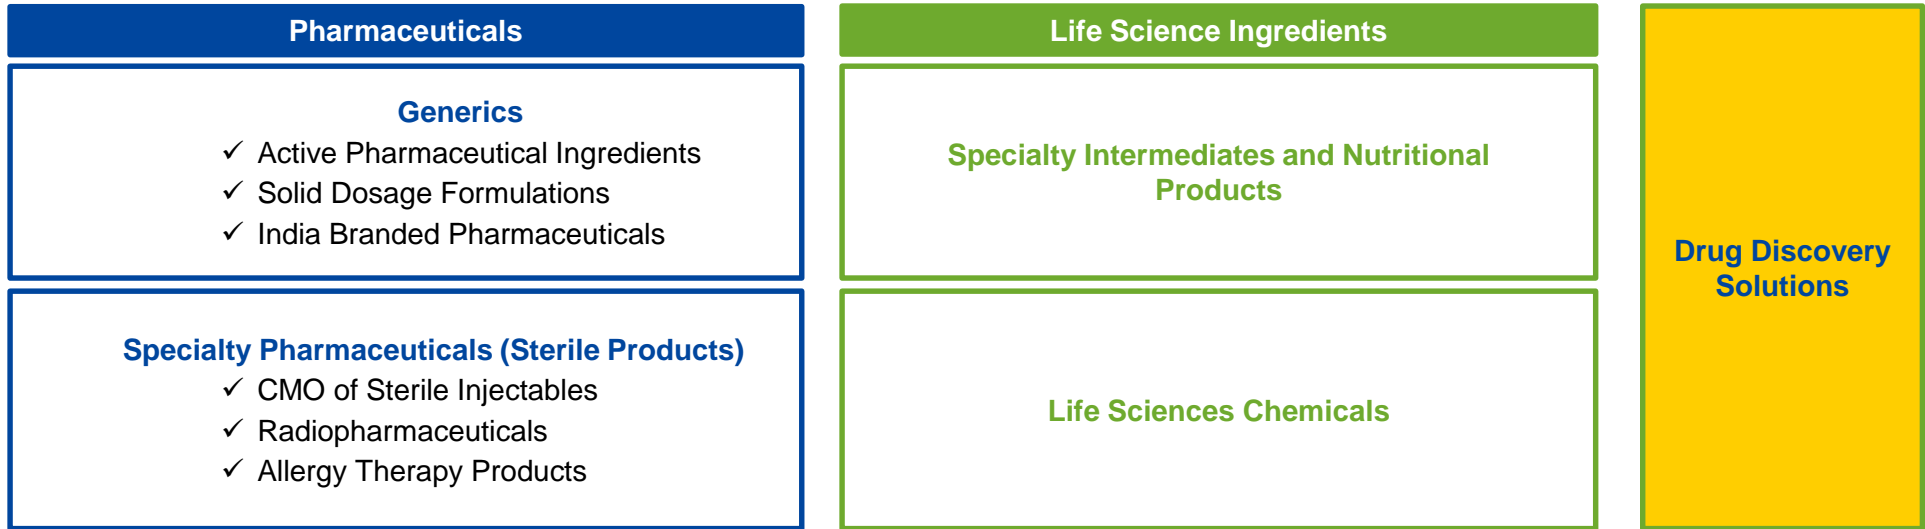 Pharmaceuticals
Generics
✓ Active Pharmaceutical Ingredients
✓ Solid Dosage Formulations
✓ India Branded Pharmaceuticals
Specialty Pharmaceuticals (Sterile Products)
✓ CMO of Sterile Injectables
✓ Radiopharmaceuticals
✓ Allergy Therapy Products
Life Science Ingredients
Specialty Intermediates and Nutritional
Products
Life Sciences Chemicals
Drug Discovery
Solutions